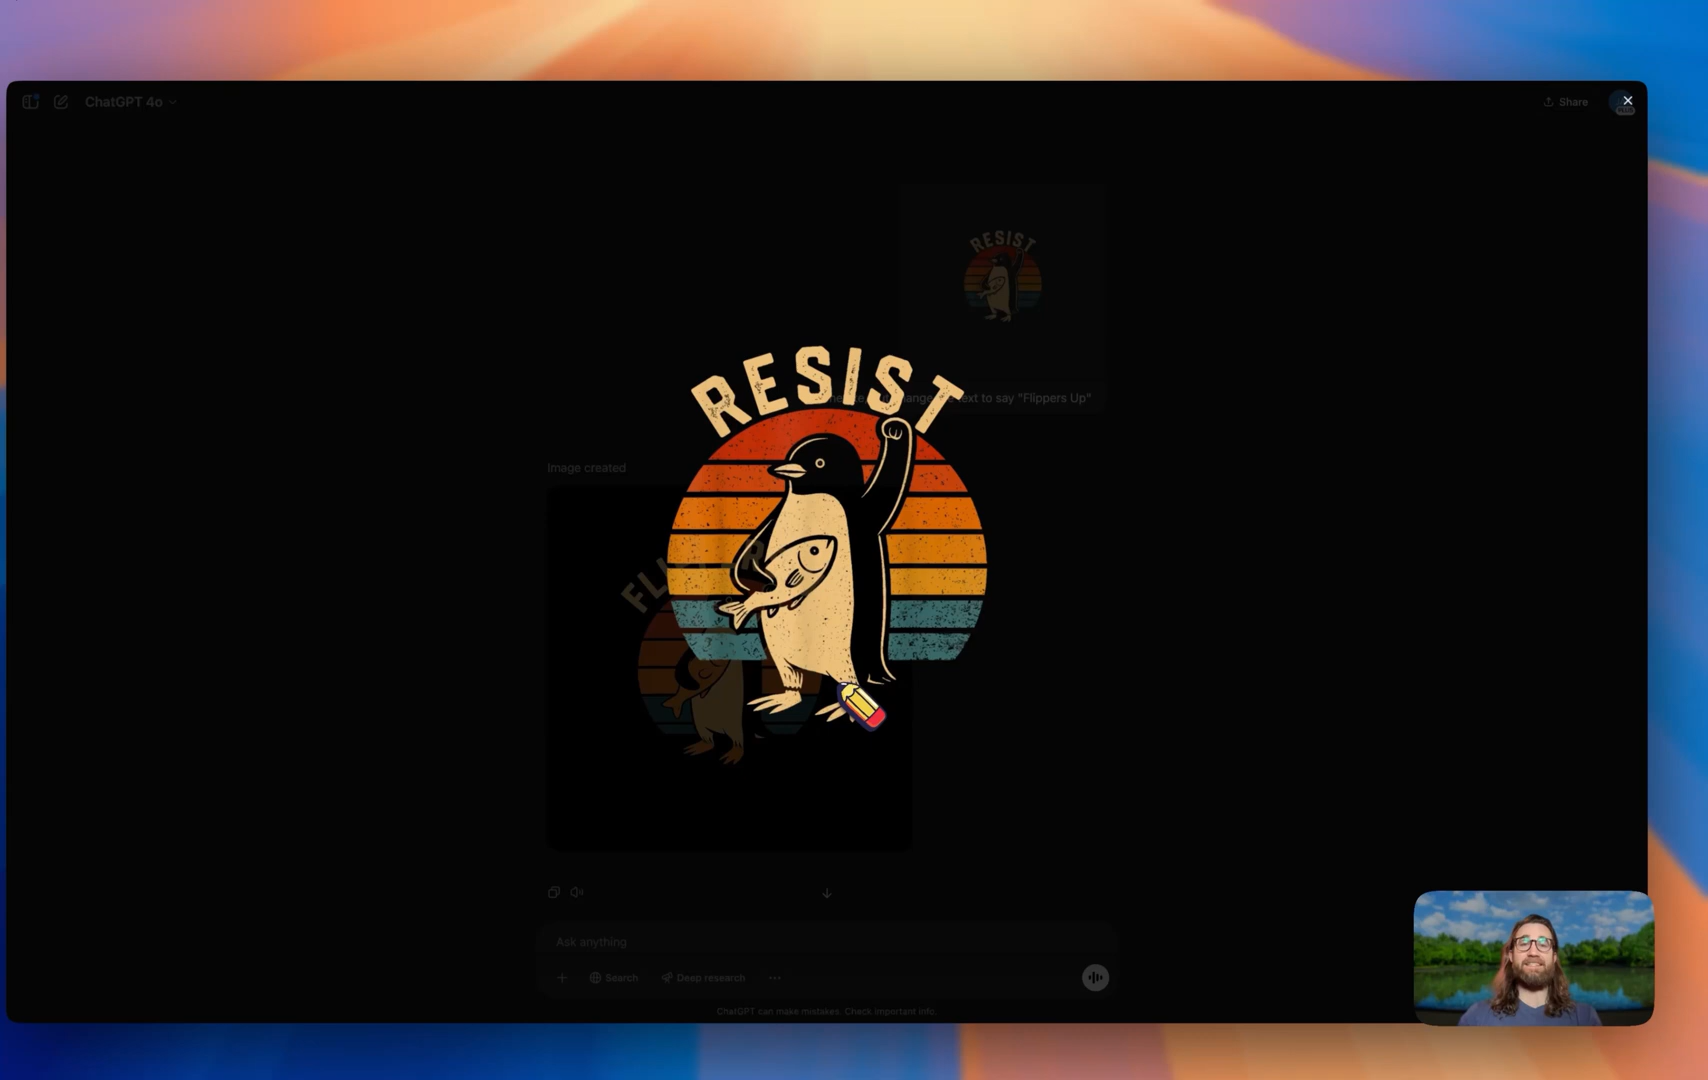 ChatGPT 4o
Share
RESIST
RESIST
text to say "Flippers Up"
Image created
Ask anything
Search
Deep research
ChatGPT can make mistakes. Check important info.